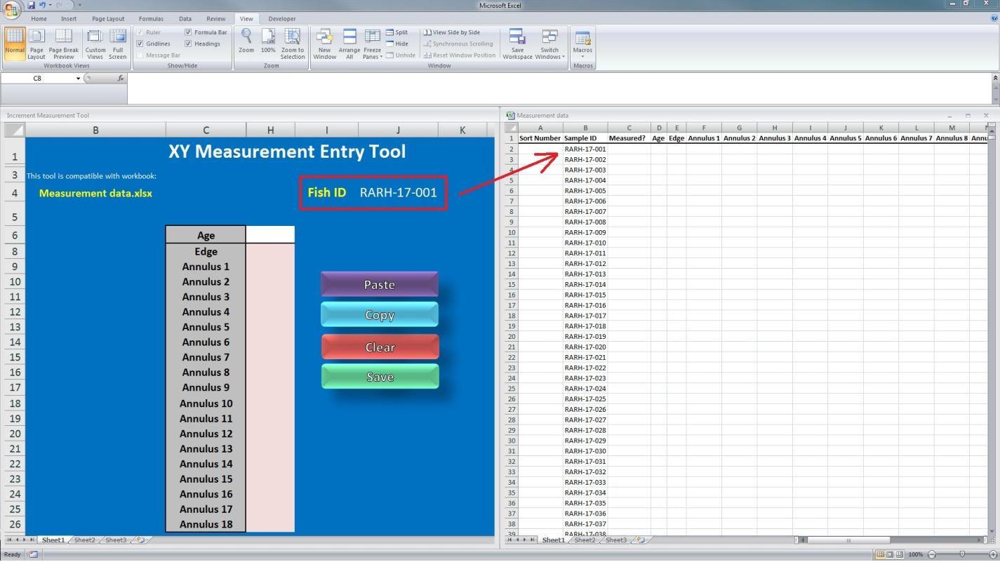 Microsoft Excel
Home Insert Page Layout Formulas Data Review View Developer
Normal
Page Layout
Page Break Preview
Custom Views
Full Screen
Workbook Views
Ruler
Formula Bar
Gridlines
Headings
Message Bar
Show/Hide
Zoom
100%
Zoom to Selection
Zoom
New Window
Arrange All
Freeze Panes
Split
Hide
Unhide
View Side by Side
Synchronous Scrolling
Reset Window Position
Window
Save Workspace
Switch Windows
Macros
Macros
C8
fx
Increment Measurement Tool
B C H I J K
1 XY Measurement Entry Tool
3 This tool is compatible with workbook:
4 Measurement data.xlsx Fish ID RARH-17-001
5
6 Age
8 Edge
9 Annulus 1
10 Annulus 2
11 Annulus 3
12 Annulus 4
13 Annulus 5
14 Annulus 6
15 Annulus 7
16 Annulus 8
17 Annulus 9
18 Annulus 10
19 Annulus 11
20 Annulus 12
21 Annulus 13
22 Annulus 14
23 Annulus 15
24 Annulus 16
25 Annulus 17
26 Annulus 18
Paste
Copy
Clear
Save
Sheet1 Sheet2 Sheet3
Measurement data
A B C D E F G H I J K L M N
1 Sort Number Sample ID Measured? Age Edge Annulus 1 Annulus 2 Annulus 3 Annulus 4 Annulus 5 Annulus 6 Annulus 7 Annulus 8 Annu
2 RARH-17-001
3 RARH-17-002
4 RARH-17-003
5 RARH-17-004
6 RARH-17-005
7 RARH-17-006
8 RARH-17-007
9 RARH-17-008
10 RARH-17-009
11 RARH-17-010
12 RARH-17-011
13 RARH-17-012
14 RARH-17-013
15 RARH-17-014
16 RARH-17-015
17 RARH-17-016
18 RARH-17-017
19 RARH-17-018
20 RARH-17-019
21 RARH-17-020
22 RARH-17-021
23 RARH-17-022
24 RARH-17-023
25 RARH-17-024
26 RARH-17-025
27 RARH-17-026
28 RARH-17-027
29 RARH-17-028
30 RARH-17-029
31 RARH-17-030
32 RARH-17-031
33 RARH-17-032
34 RARH-17-033
35 RARH-17-034
36 RARH-17-035
37 RARH-17-036
38 RARH-17-037
39 RARH-17-038
Sheet1 Sheet2 Sheet3
Ready
100%